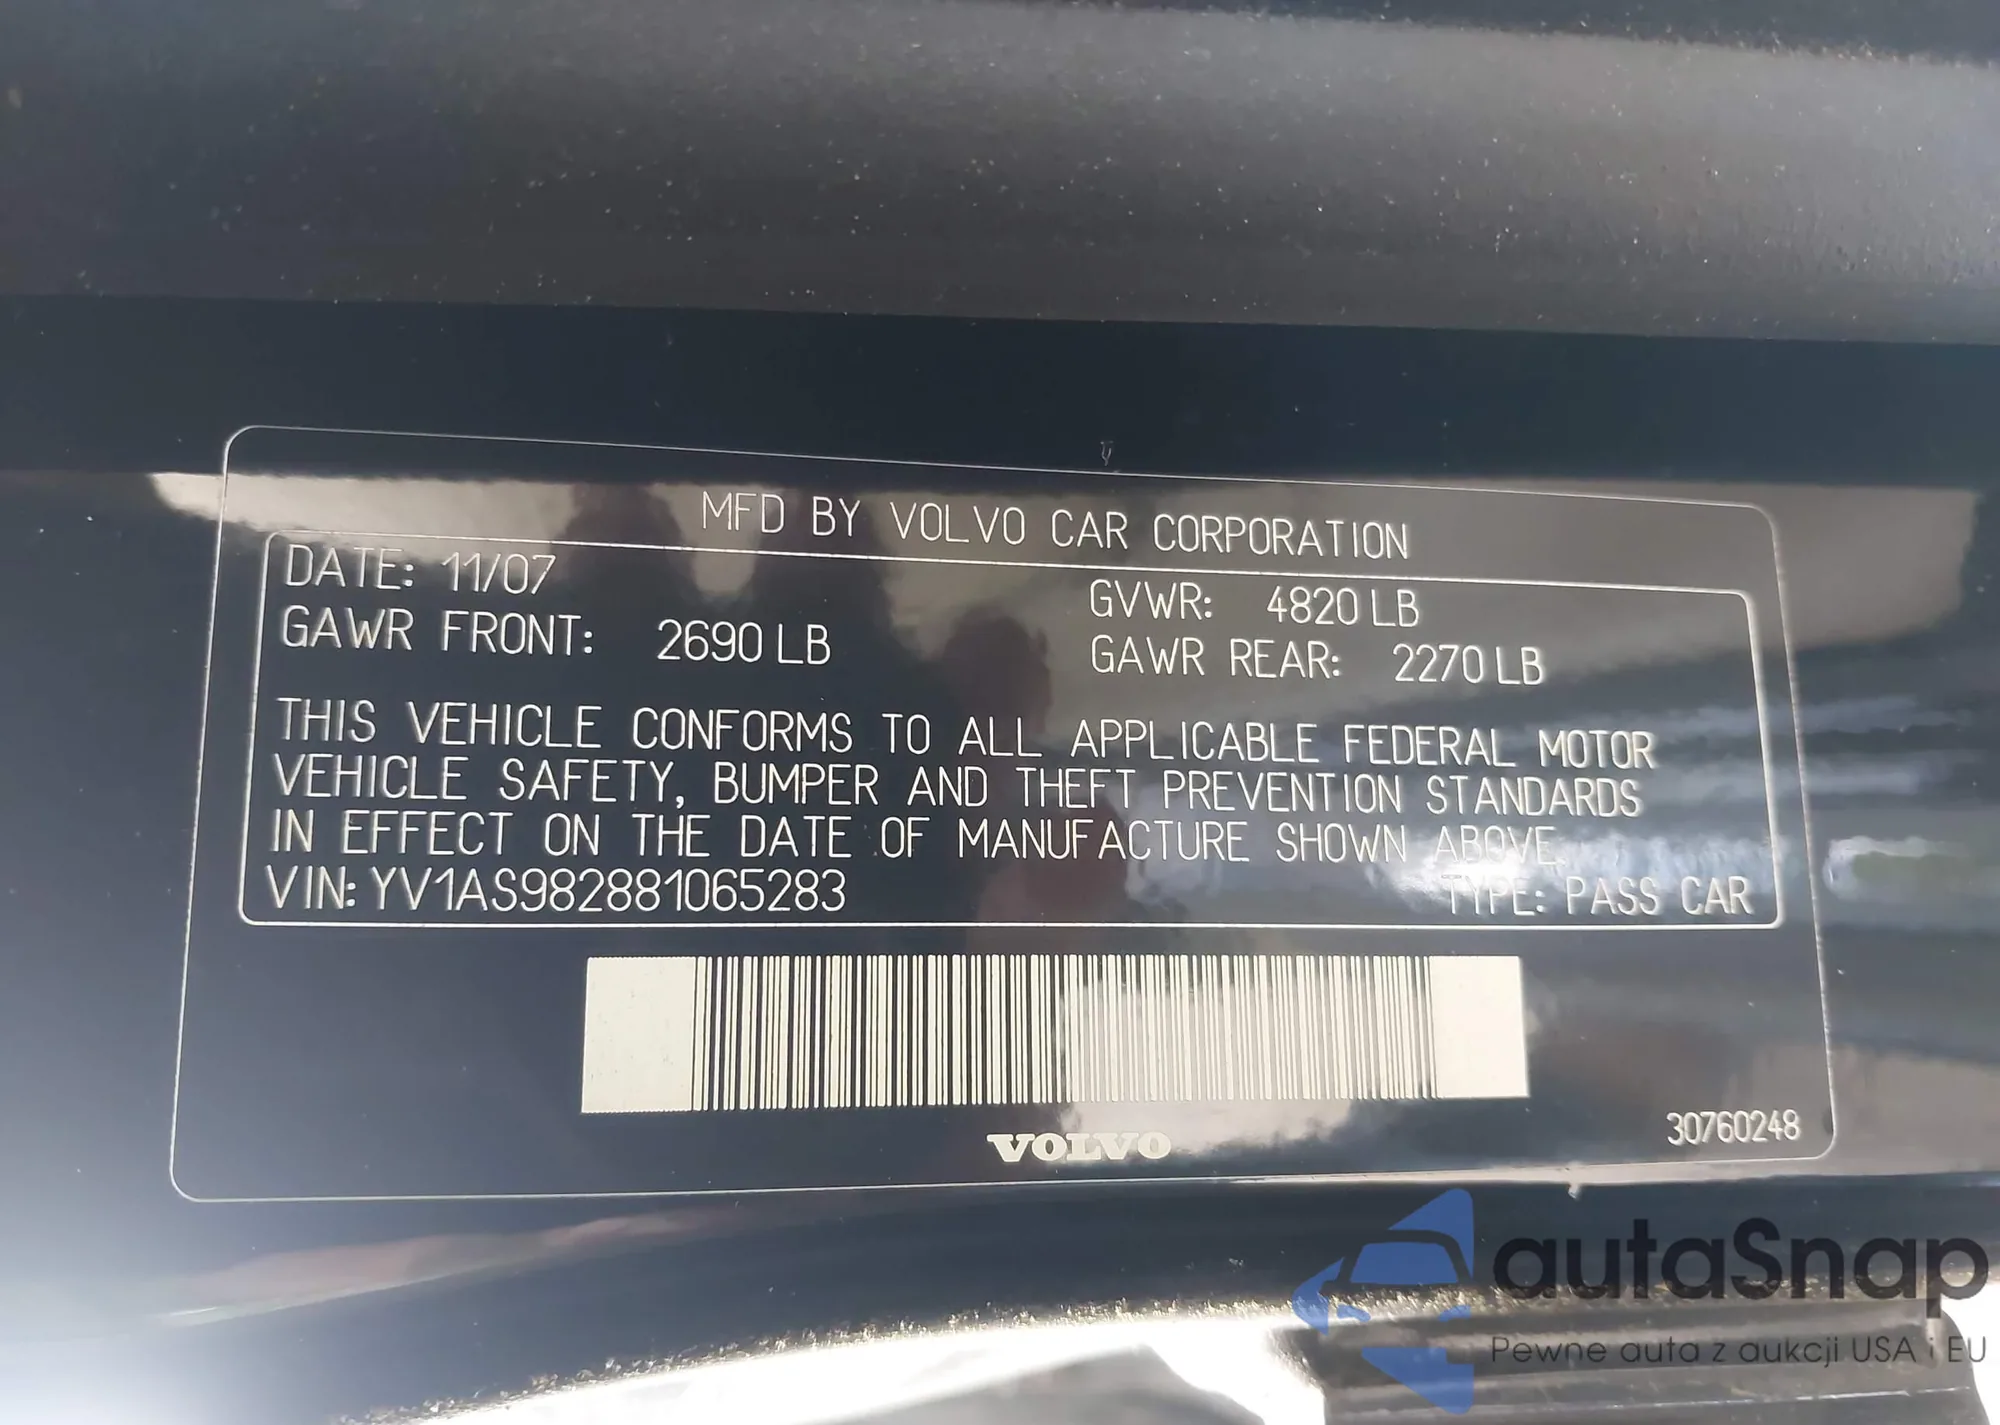 MFD BY VOLVO CAR CORPORATION
DATE: 11/07 GVWR: 4820 LB
GAWR FRONT: 2690 LB GAWR REAR: 2270 LB
THIS VEHICLE CONFORMS TO ALL APPLICABLE FEDERAL MOTOR
VEHICLE SAFETY, BUMPER AND THEFT PREVENTION STANDARDS
IN EFFECT ON THE DATE OF MANUFACTURE SHOWN ABOVE.
VIN: YV1AS982881065283 TYPE: PASS CAR
VOLVO
30760248
autaSnap
Pewne auta z aukcji USA i EU